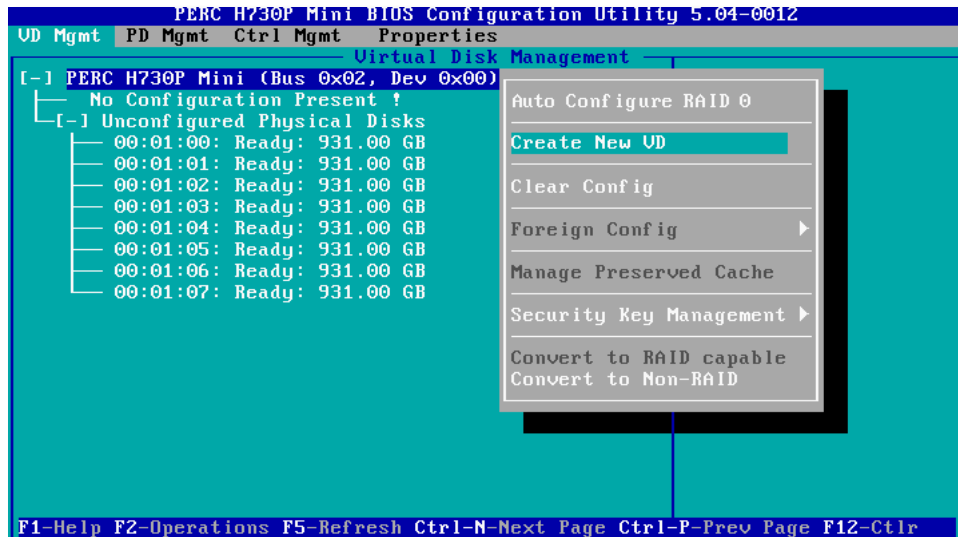 PERC H730P Mini BIOS Configuration Utility 5.04-0012
VD Mgmt PD Mgmt Ctrl Mgmt Properties
Virtual Disk Management
[-] PERC H730P Mini (Bus 0x02, Dev 0x00)
No Configuration Present !
[-] Unconfigured Physical Disks
00:01:00: Ready: 931.00 GB
00:01:01: Ready: 931.00 GB
00:01:02: Ready: 931.00 GB
00:01:03: Ready: 931.00 GB
00:01:04: Ready: 931.00 GB
00:01:05: Ready: 931.00 GB
00:01:06: Ready: 931.00 GB
00:01:07: Ready: 931.00 GB
Auto Configure RAID 0
Create New VD
Clear Config
Foreign Config
Manage Preserved Cache
Security Key Management
Convert to RAID capable
Convert to Non-RAID
F1-Help F2-Operations F5-Refresh Ctrl-N-Next Page Ctrl-P-Prev Page F12-Ctlr